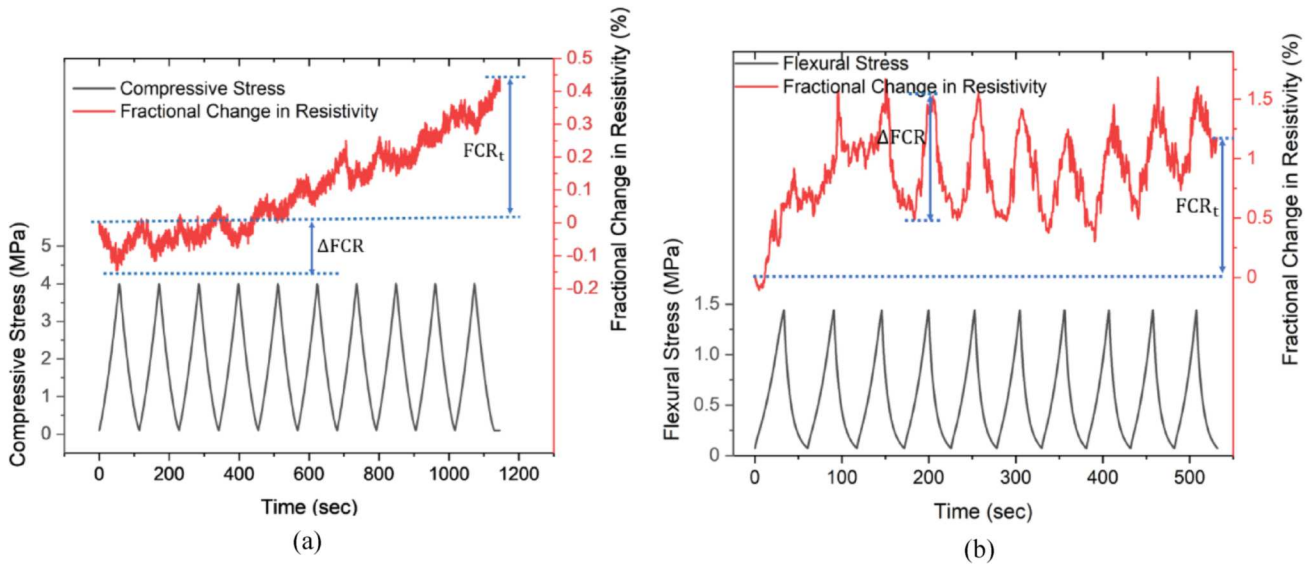 Compressive Stress
Fractional Change in Resistivity
FCRₜ
ΔFCR
Compressive Stress (MPa)
5
4
3
2
1
0
Fractional Change in Resistivity (%)
0.5
0.4
0.3
0.2
0.1
0
-0.1
-0.2
0
200
400
600
800
1000
1200
Time (sec)
(a)
Flexural Stress
Fractional Change in Resistivity
ΔFCR
FCRₜ
Flexural Stress (MPa)
1.5
1.0
0.5
0
Fractional Change in Resistivity (%)
1.5
1
0.5
0
0
100
200
300
400
500
Time (sec)
(b)